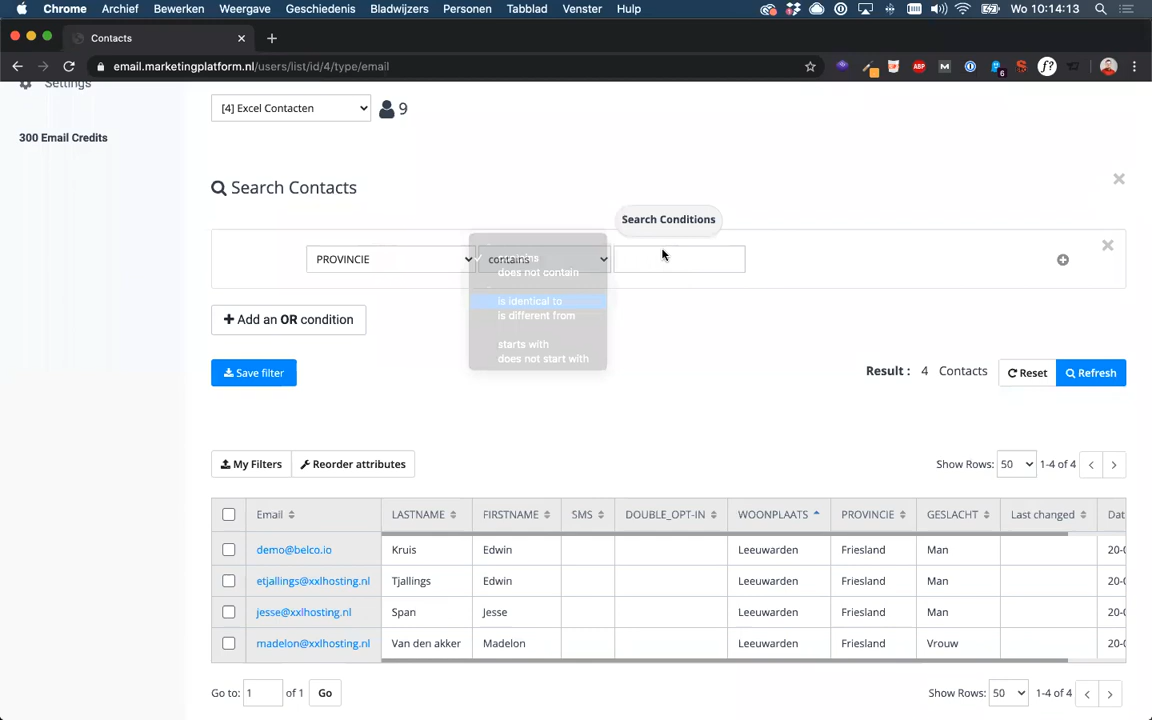 Chrome Archief Bewerken Weergave Geschiedenis Bladwijzers Personen Tabblad Venster Hulp Wo 10:14:13
Contacts
email.marketingplatform.nl/users/list/id/4/type/email
ABP M S 6 f?
Settings
[4] Excel Contacten 9
300 Email Credits
Search Contacts
Search Conditions
PROVINCIE contains
contains
does not contain
is identical to
is different from
starts with
does not start with
Add an OR condition
Save filter
Result : 4 Contacts Reset Refresh
My Filters Reorder attributes Show Rows: 50 1-4 of 4
Email LASTNAME FIRSTNAME SMS DOUBLE_OPT-IN WOONPLAATS PROVINCIE GESLACHT Last changed Dat
demo@belco.io Kruis Edwin Leeuwarden Friesland Man 20-0
etjallings@xxlhosting.nl Tjallings Edwin Leeuwarden Friesland Man 20-0
jesse@xxlhosting.nl Span Jesse Leeuwarden Friesland Man 20-0
madelon@xxlhosting.nl Van den akker Madelon Leeuwarden Friesland Vrouw 20-0
Go to: 1 of 1 Go Show Rows: 50 1-4 of 4